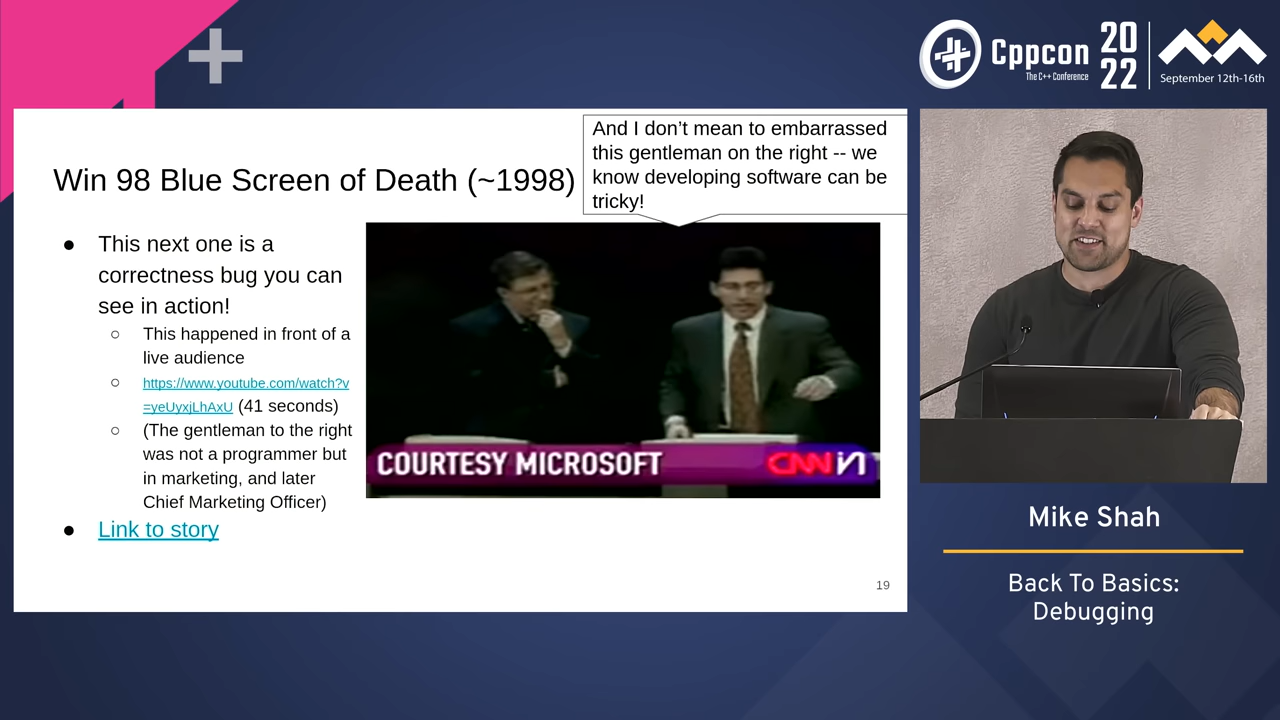 Cppcon
The C++ Conference
20
22
September 12th-16th
And I don’t mean to embarrassed
this gentleman on the right -- we
know developing software can be
tricky!
Win 98 Blue Screen of Death (~1998)
● This next one is a
correctness bug you can
see in action!
○ This happened in front of a
live audience
○ https://www.youtube.com/watch?v
=yeUyxjLhAxU (41 seconds)
○ (The gentleman to the right
was not a programmer but
in marketing, and later
Chief Marketing Officer)
● Link to story
COURTESY MICROSOFT
CNN
19
Mike Shah
Back To Basics:
Debugging